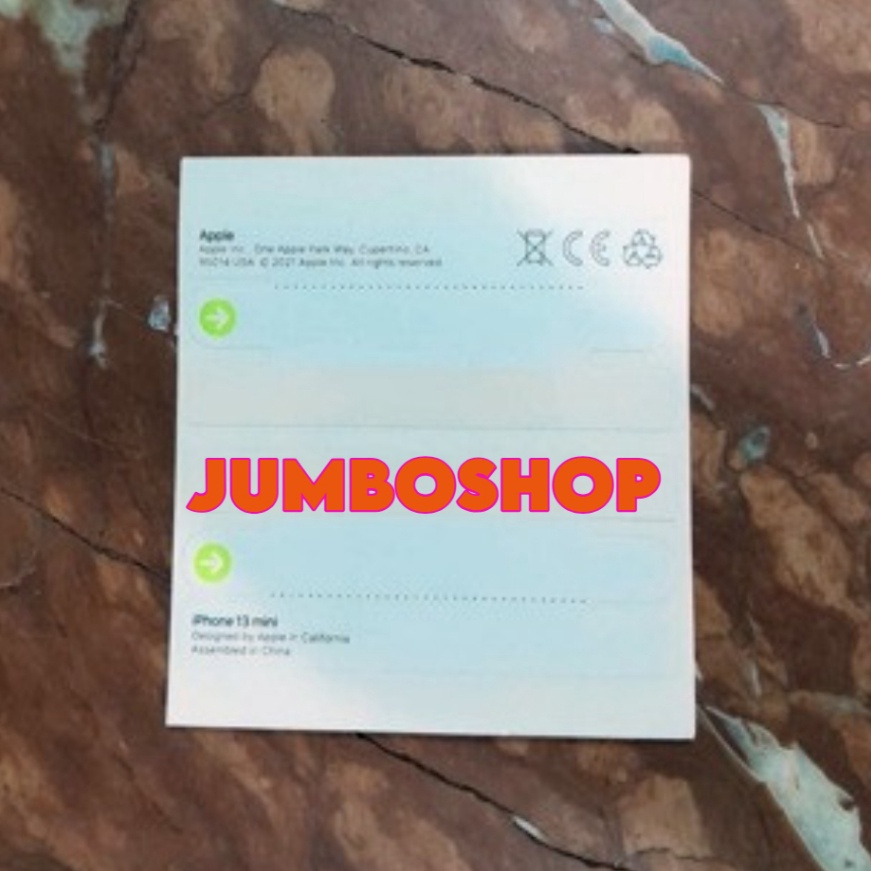 Apple
Apple Inc., One Apple Park Way, Cupertino, CA
95014 USA © 2021 Apple Inc. All rights reserved
JUMBOSHOP
iPhone 13 mini
Designed by Apple in California
Assembled in China